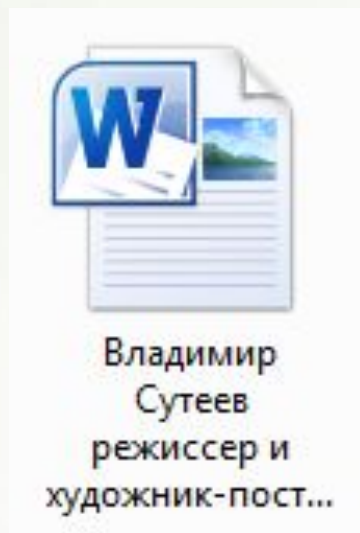 W
Владимир
Сутеев
режиссер и
художник-пост...